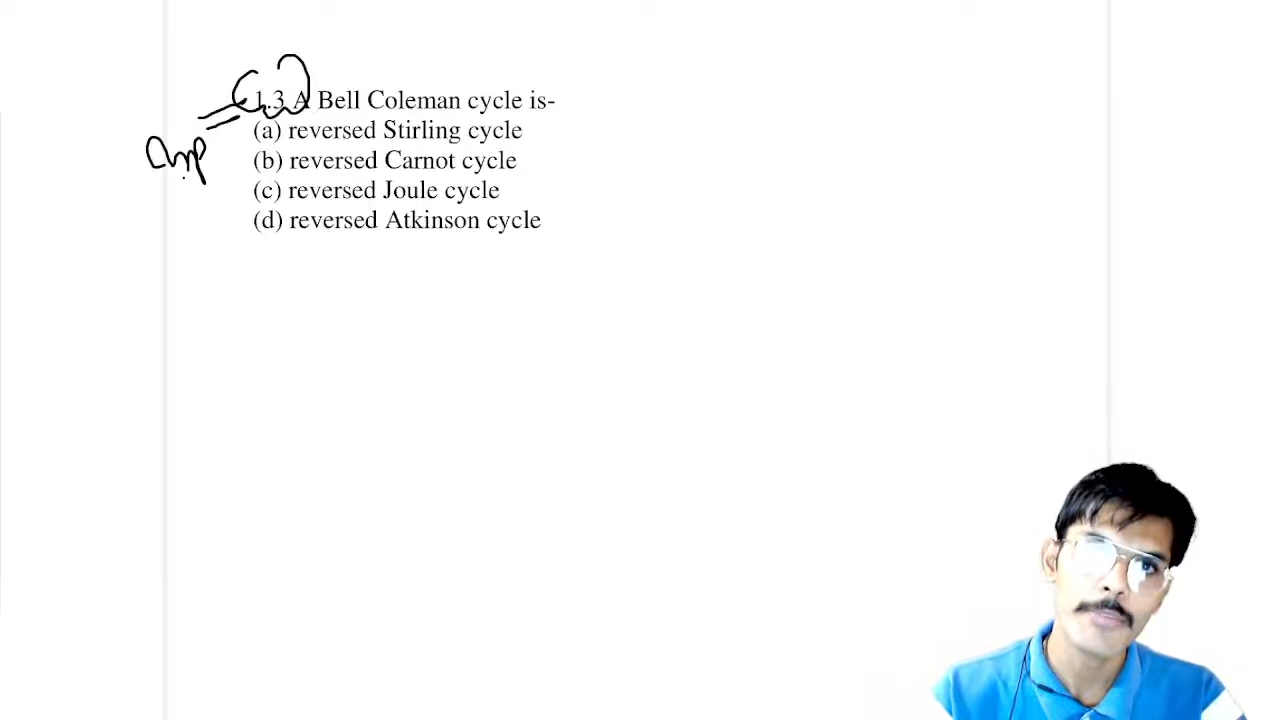 1.3 A Bell Coleman cycle is-
(a) reversed Stirling cycle
(b) reversed Carnot cycle
(c) reversed Joule cycle
(d) reversed Atkinson cycle